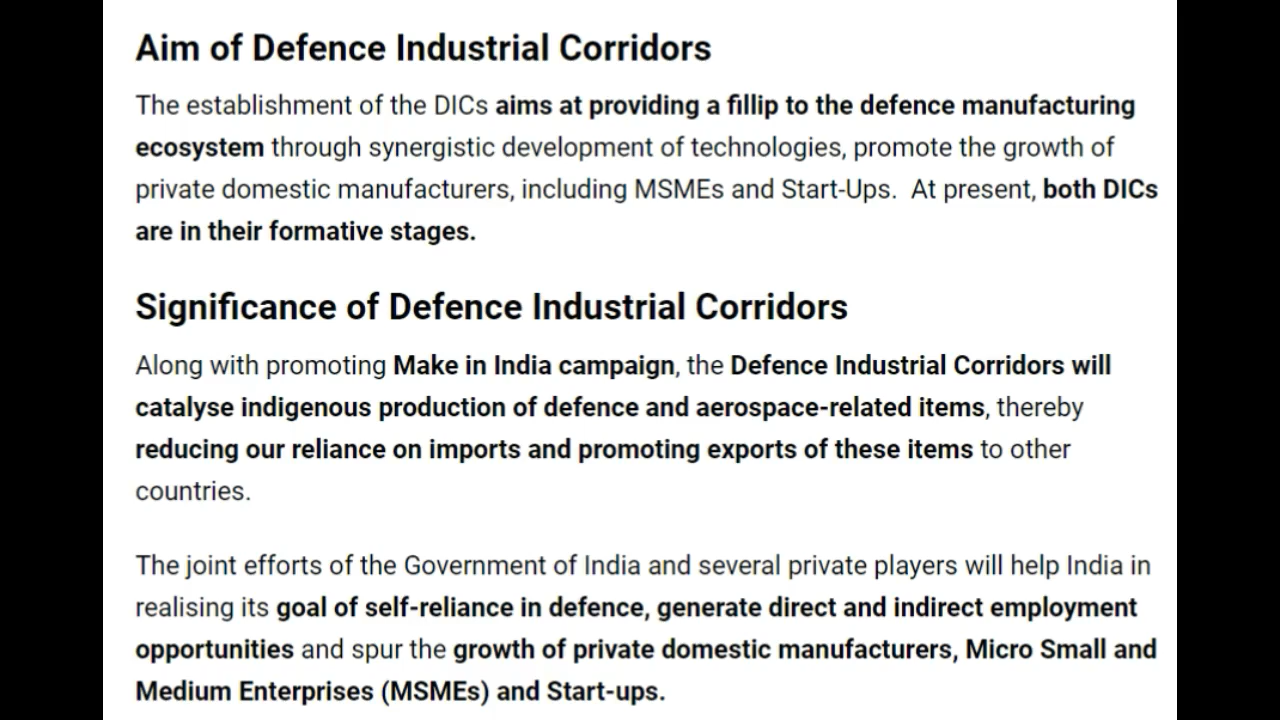 Aim of Defence Industrial Corridors
The establishment of the DICs aims at providing a fillip to the defence manufacturing
ecosystem through synergistic development of technologies, promote the growth of
private domestic manufacturers, including MSMEs and Start-Ups.  At present, both DICs
are in their formative stages.
Significance of Defence Industrial Corridors
Along with promoting Make in India campaign, the Defence Industrial Corridors will
catalyse indigenous production of defence and aerospace-related items, thereby
reducing our reliance on imports and promoting exports of these items to other
countries.
The joint efforts of the Government of India and several private players will help India in
realising its goal of self-reliance in defence, generate direct and indirect employment
opportunities and spur the growth of private domestic manufacturers, Micro Small and
Medium Enterprises (MSMEs) and Start-ups.